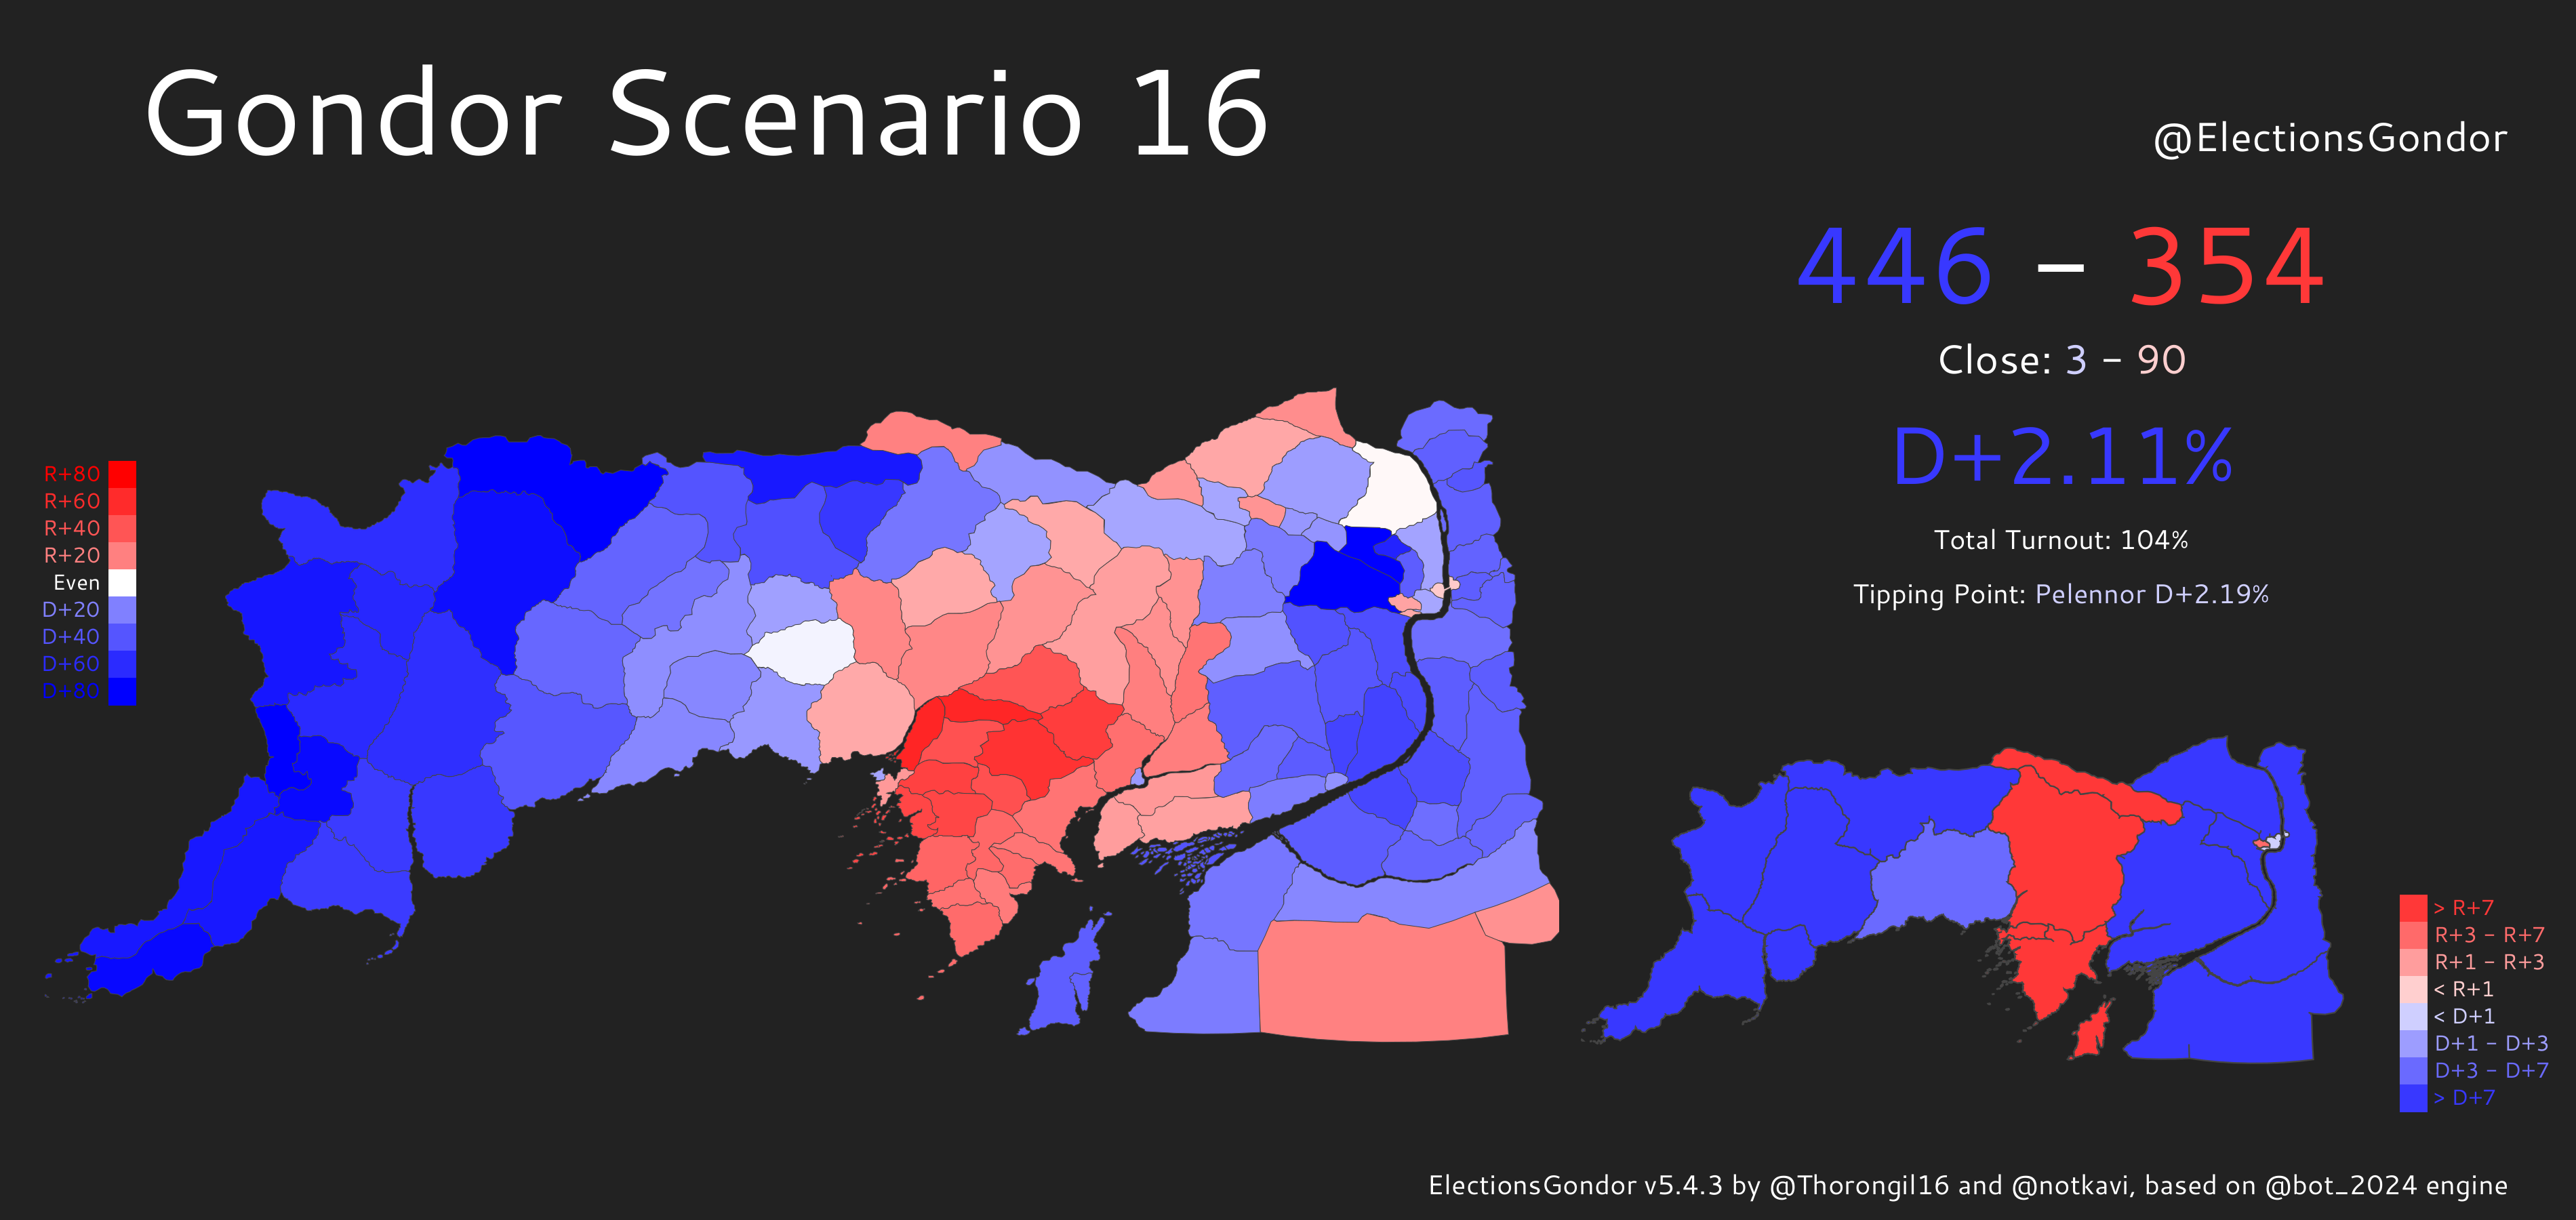 Gondor Scenario 16
@ElectionsGondor
446 – 354
Close: 3 – 90
D+2.11%
Total Turnout: 104%
Tipping Point: Pelennor D+2.19%
R+80
R+60
R+40
R+20
Even
D+20
D+40
D+60
D+80
> R+7
R+3 – R+7
R+1 – R+3
< R+1
< D+1
D+1 – D+3
D+3 – D+7
> D+7
ElectionsGondor v5.4.3 by @Thorongil16 and @notkavi, based on @bot_2024 engine